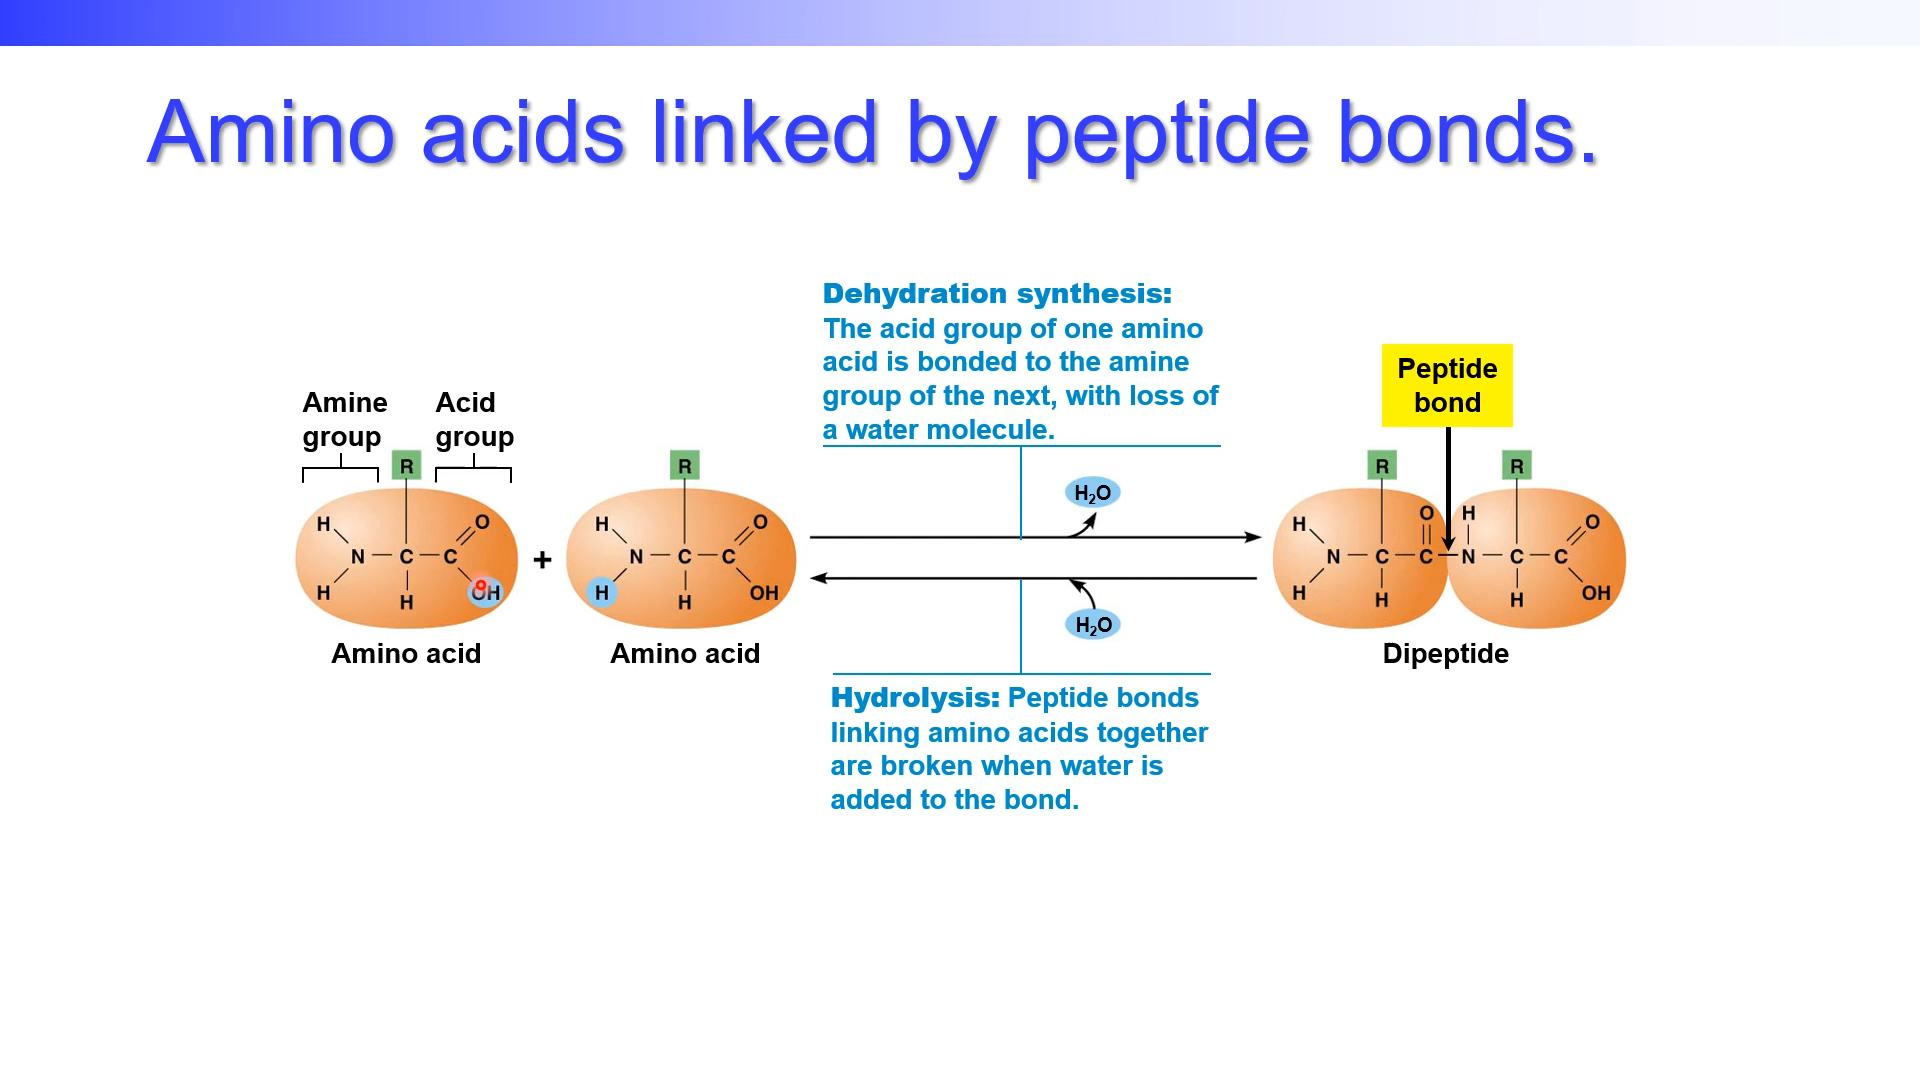 Amino acids linked by peptide bonds.
Dehydration synthesis:
The acid group of one amino
acid is bonded to the amine
group of the next, with loss of
a water molecule.
Peptide
bond
Amine
group
Acid
group
R
R
R
R
H₂O
H
O
H
O
H
O
H
O
N
C
C
+
N
C
C
N
C
C
N
C
C
H
H
OH
H
H
OH
H
H
H
OH
H₂O
Amino acid
Amino acid
Dipeptide
Hydrolysis: Peptide bonds
linking amino acids together
are broken when water is
added to the bond.